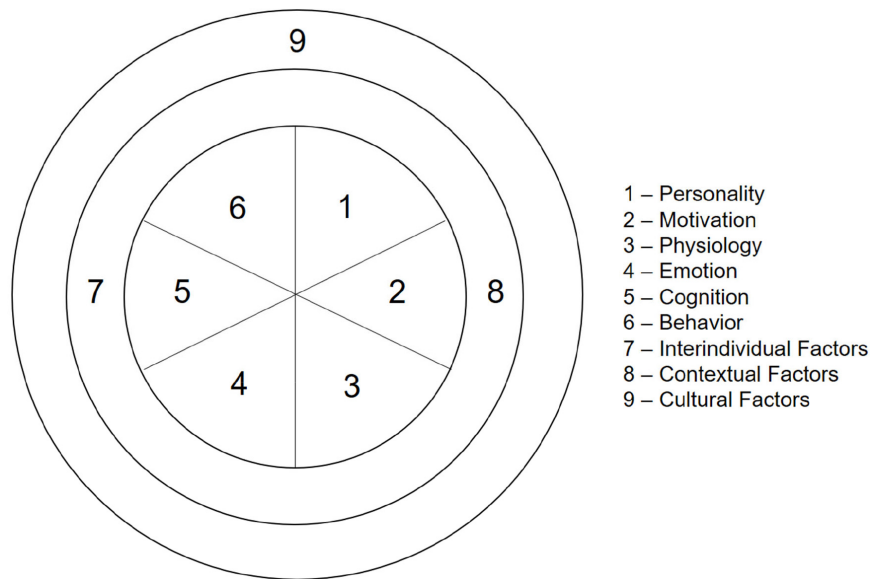 9
6 1
7 5 2 8
4 3
1 – Personality
2 – Motivation
3 – Physiology
4 – Emotion
5 – Cognition
6 – Behavior
7 – Interindividual Factors
8 – Contextual Factors
9 – Cultural Factors